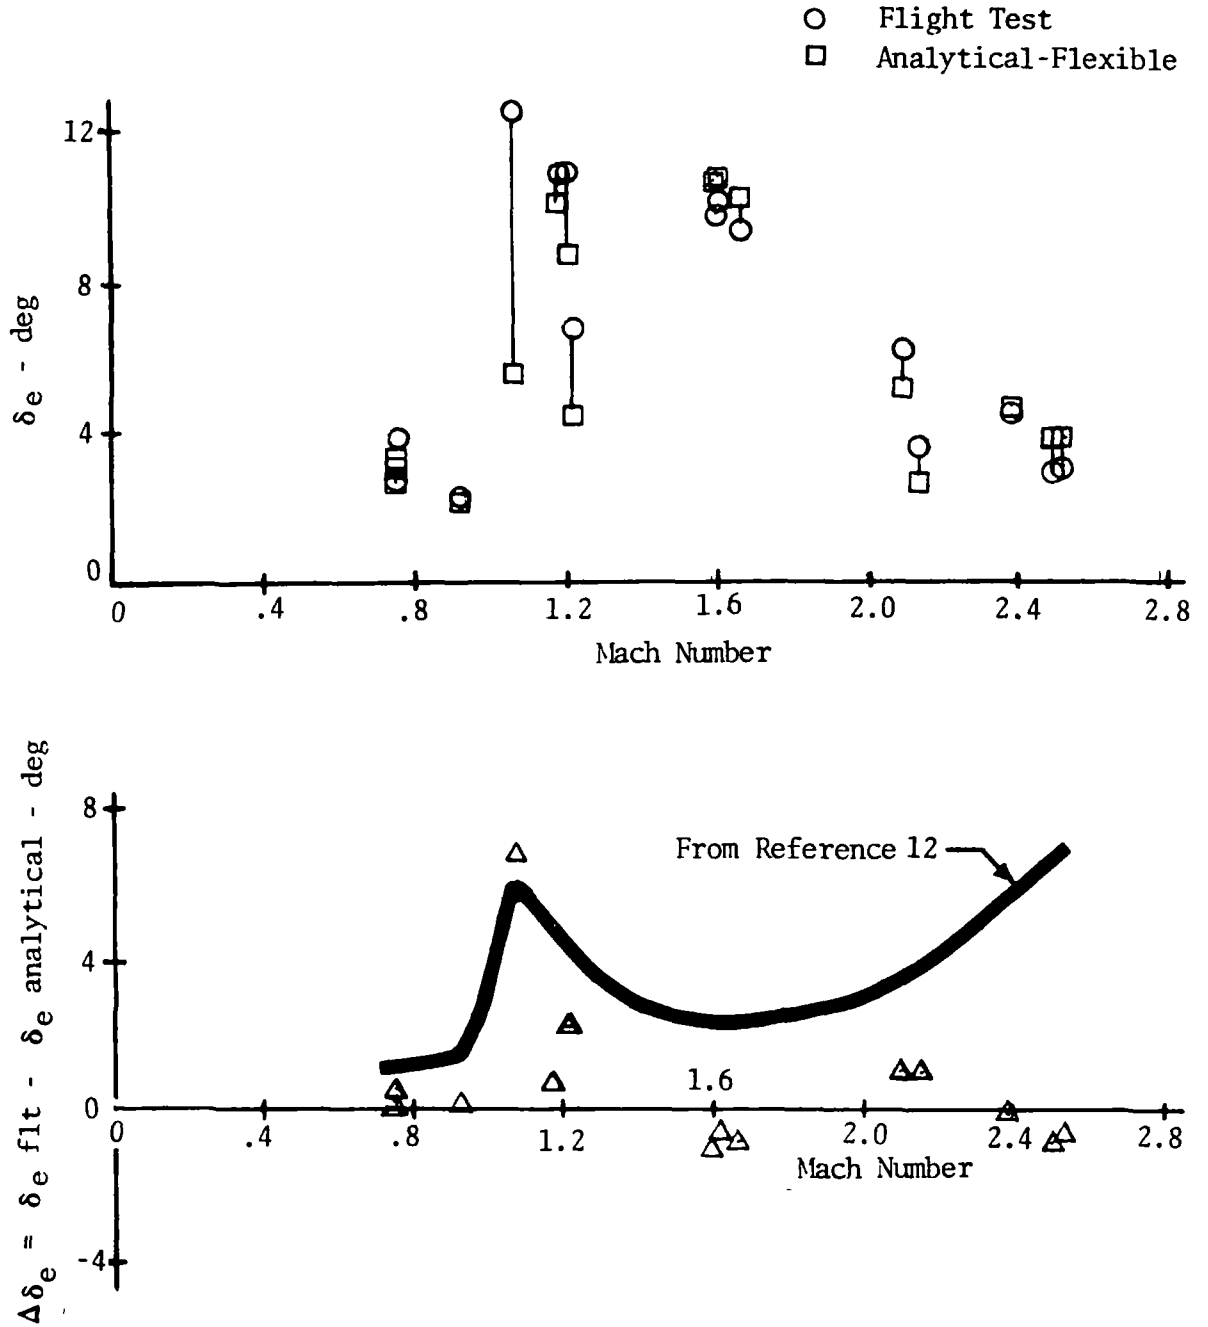 Flight Test
Analytical-Flexible
12
8
4
0
δe - deg
0 .4 .8 1.2 1.6 2.0 2.4 2.8
Mach Number
8
4
0
-4
Δδe = δe flt - δe analytical - deg
From Reference 12
1.6
0 .4 .8 1.2 2.0 2.4 2.8
Mach Number